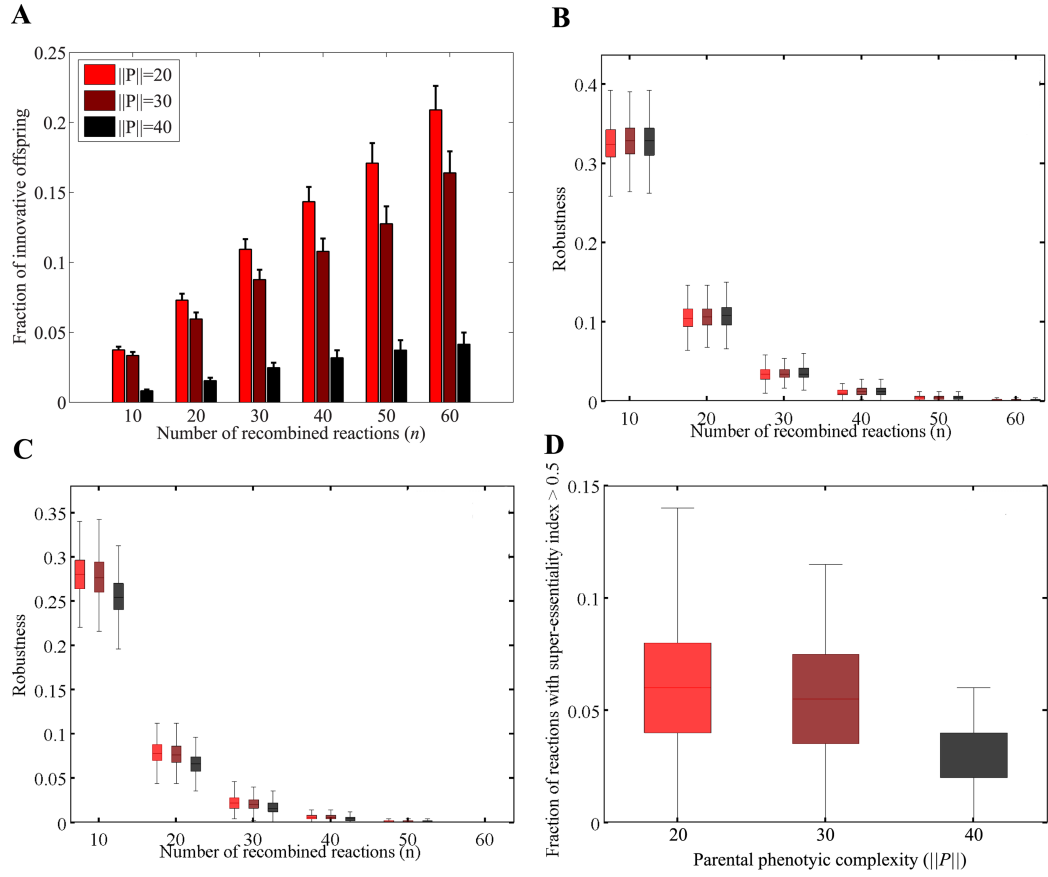 A
0.25
0.2
0.15
0.1
0.05
0
Fraction of innovative offspring
||P||=20
||P||=30
||P||=40
10 20 30 40 50 60
Number of recombined reactions (n)
B
0.4
0.3
0.2
0.1
0
Robustness
10 20 30 40 50 60
Number of recombined reactions (n)
C
0.35
0.3
0.25
0.2
0.15
0.1
0.05
0
Robustness
10 20 30 40 50 60
Number of recombined reactions (n)
D
0.15
0.1
0.05
0
Fraction of reactions with super-essentiality index > 0.5
20 30 40
Parental phenotyic complexity (||P||)